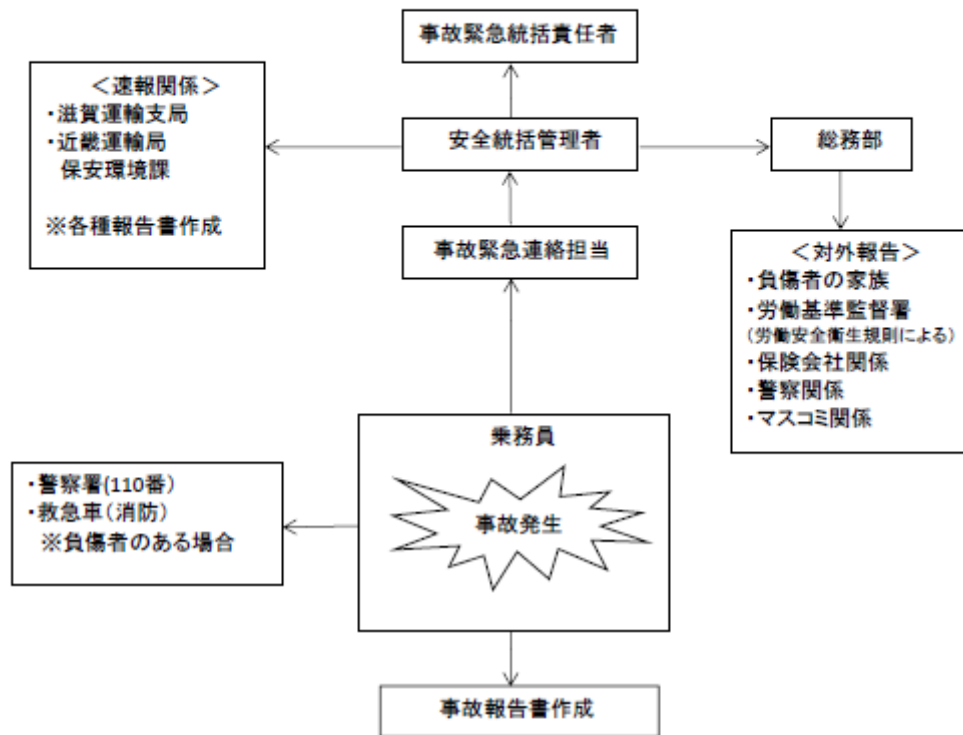 事故緊急統括責任者
＜速報関係＞
・滋賀運輸支局
・近畿運輸局
保安環境課
※各種報告書作成
安全統括管理者
総務部
事故緊急連絡担当
＜対外報告＞
・負傷者の家族
・労働基準監督署
（労働安全衛生規則による）
・保険会社関係
・警察関係
・マスコミ関係
乗務員
事故発生
・警察署(110番）
・救急車（消防）
※負傷者のある場合
事故報告書作成